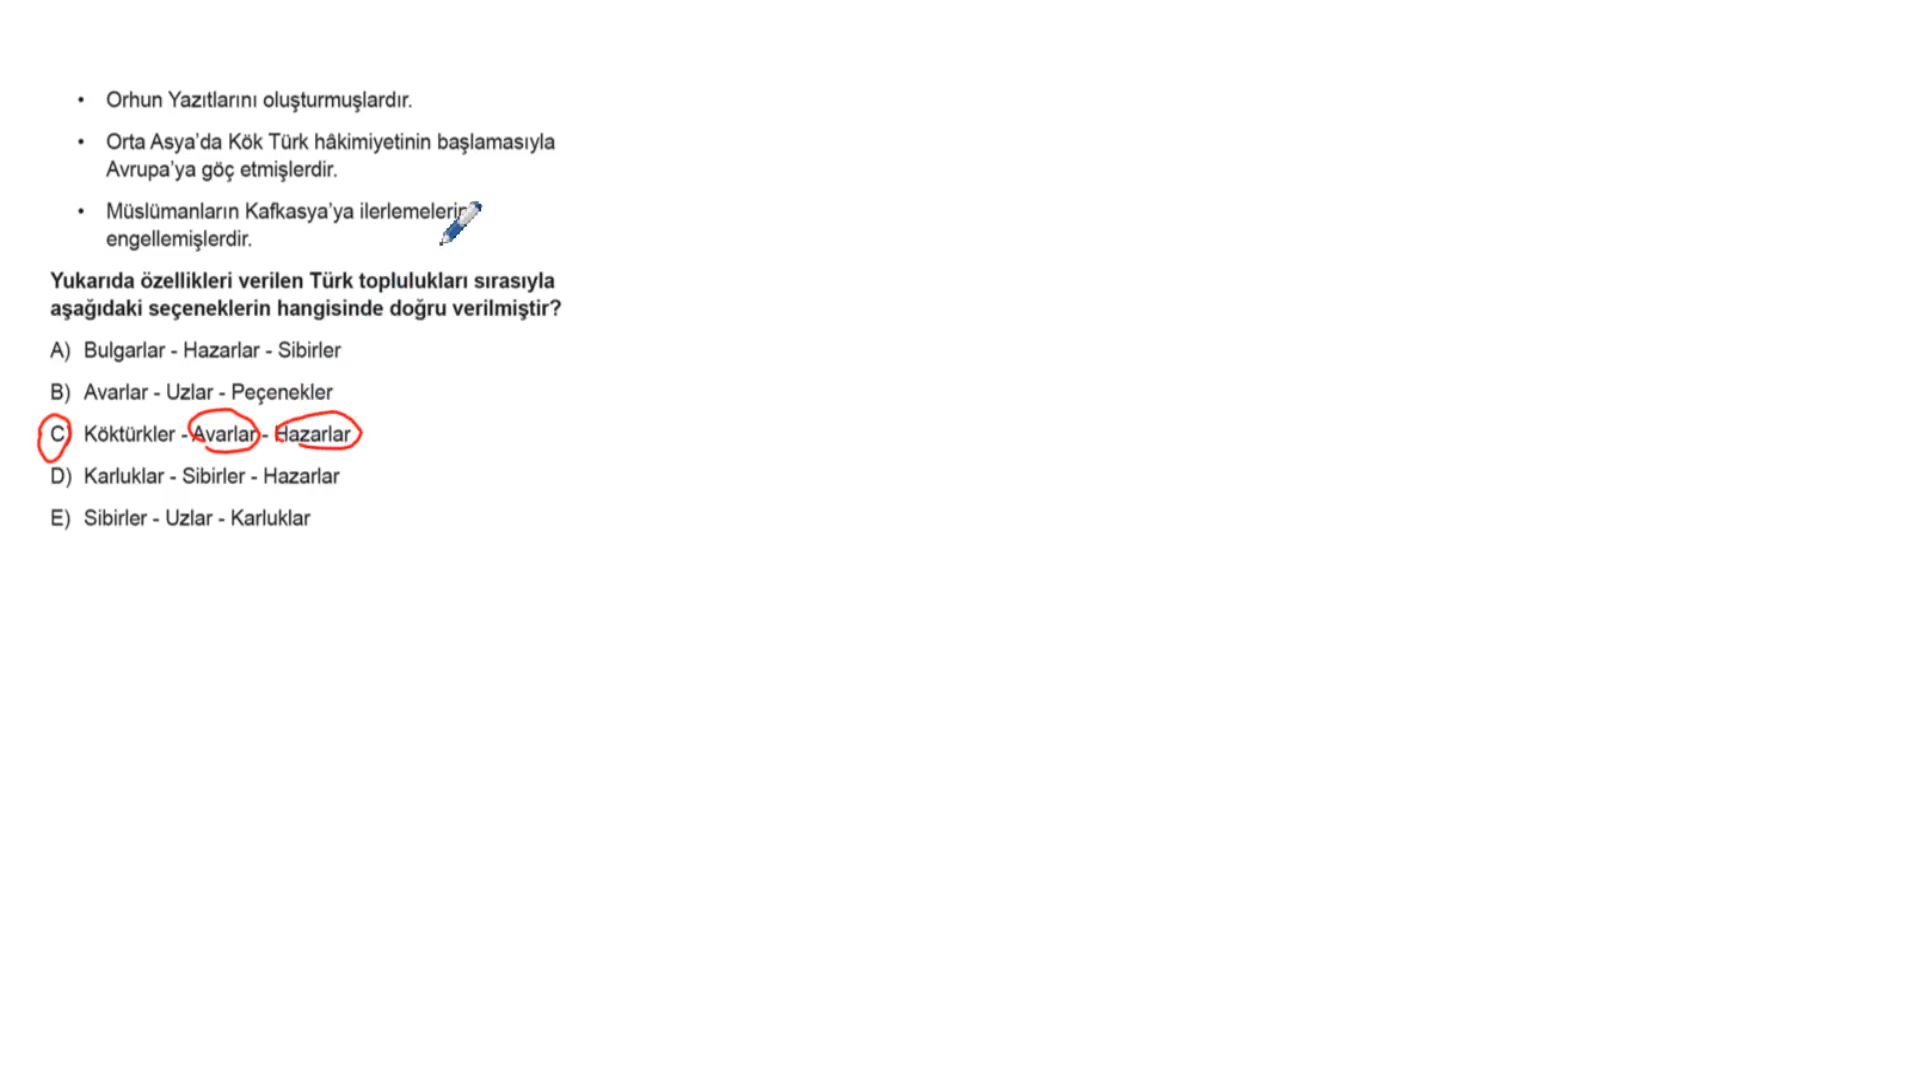 • Orhun Yazıtlarını oluşturmuşlardır.
• Orta Asya'da Kök Türk hâkimiyetinin başlamasıyla
Avrupa'ya göç etmişlerdir.
• Müslümanların Kafkasya'ya ilerlemelerin
engellemişlerdir.
Yukarıda özellikleri verilen Türk toplulukları sırasıyla
aşağıdaki seçeneklerin hangisinde doğru verilmiştir?
A) Bulgarlar - Hazarlar - Sibirler
B) Avarlar - Uzlar - Peçenekler
C) Köktürkler - Avarlar - Hazarlar
D) Karluklar - Sibirler - Hazarlar
E) Sibirler - Uzlar - Karluklar